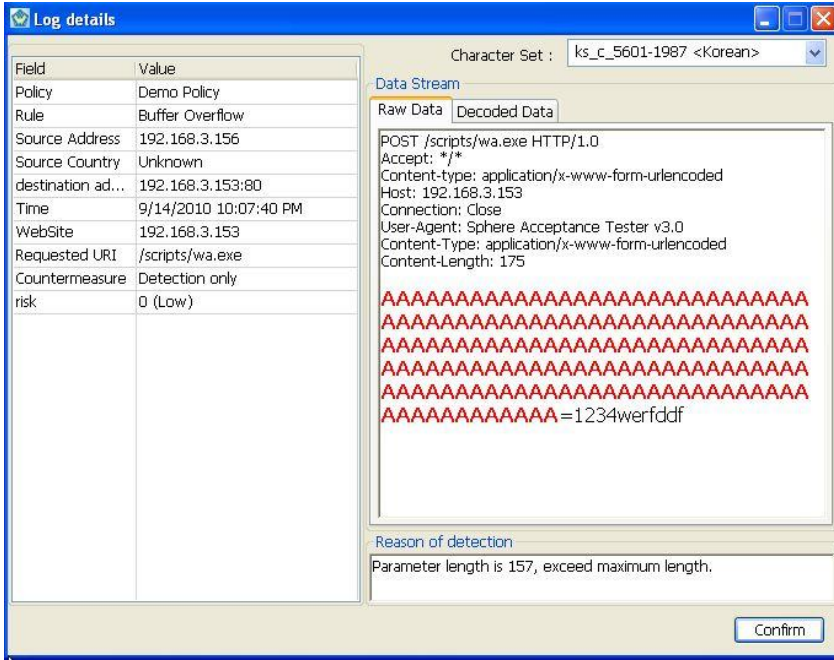 Log details
Field Value
Policy Demo Policy
Rule Buffer Overflow
Source Address 192.168.3.156
Source Country Unknown
destination ad... 192.168.3.153:80
Time 9/14/2010 10:07:40 PM
WebSite 192.168.3.153
Requested URI /scripts/wa.exe
Countermeasure Detection only
risk 0 (Low)
Character Set : ks_c_5601-1987 <Korean>
Data Stream
Raw Data Decoded Data
POST /scripts/wa.exe HTTP/1.0
Accept: */*
Content-type: application/x-www-form-urlencoded
Host: 192.168.3.153
Connection: Close
User-Agent: Sphere Acceptance Tester v3.0
Content-Type: application/x-www-form-urlencoded
Content-Length: 175
AAAAAAAAAAAAAAAAAAAAAAAAAAAAA
AAAAAAAAAAAAAAAAAAAAAAAAAAAAA
AAAAAAAAAAAAAAAAAAAAAAAAAAAAA
AAAAAAAAAAAAAAAAAAAAAAAAAAAAA
AAAAAAAAAAAAAAAAAAAAAAAAAAAAA
AAAAAAAAAAAA=1234werfddf
Reason of detection
Parameter length is 157, exceed maximum length.
Confirm